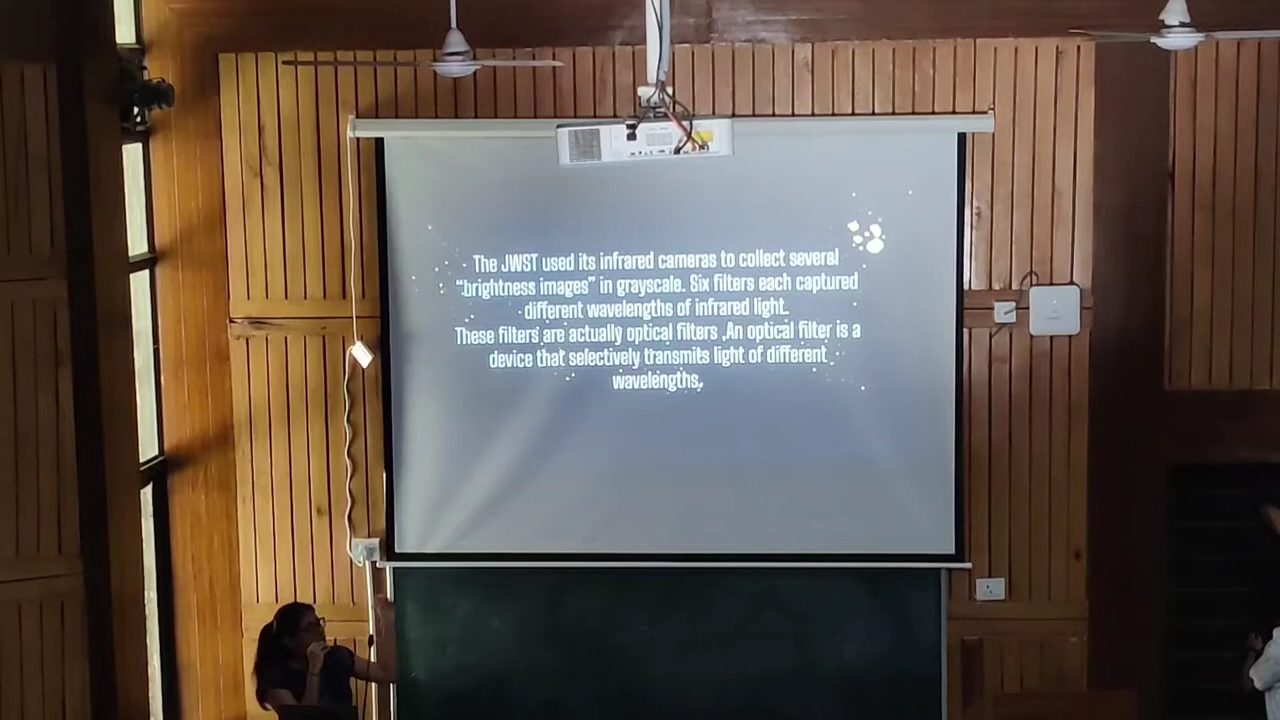 The JWST used its infrared cameras to collect several
"brightness images" in grayscale. Six filters each captured
different wavelengths of infrared light.
These filters are actually optical filters .An optical filter is a
device that selectively transmits light of different
wavelengths.